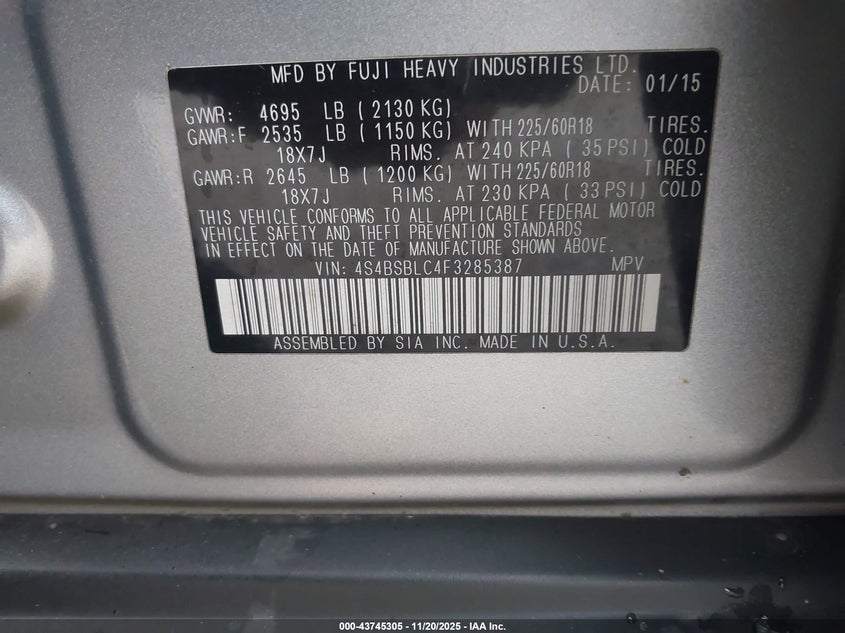 MFD BY FUJI HEAVY INDUSTRIES LTD.
DATE: 01/15
GVWR: 4695 LB ( 2130 KG)
GAWR:F 2535 LB ( 1150 KG) WITH 225/60R18 TIRES.
18X7J RIMS. AT 240 KPA ( 35 PSI) COLD
GAWR:R 2645 LB ( 1200 KG) WITH 225/60R18 TIRES.
18X7J RIMS. AT 230 KPA ( 33 PSI) COLD
THIS VEHICLE CONFORMS TO ALL APPLICABLE FEDERAL MOTOR
VEHICLE SAFETY AND THEFT PREVENTION STANDARDS
IN EFFECT ON THE DATE OF MANUFACTURE SHOWN ABOVE.
VIN: 4S4BSBLC4F3285387 MPV
ASSEMBLED BY SIA INC. MADE IN U.S.A.
000-43745305 - 11/20/2025 - IAA Inc.